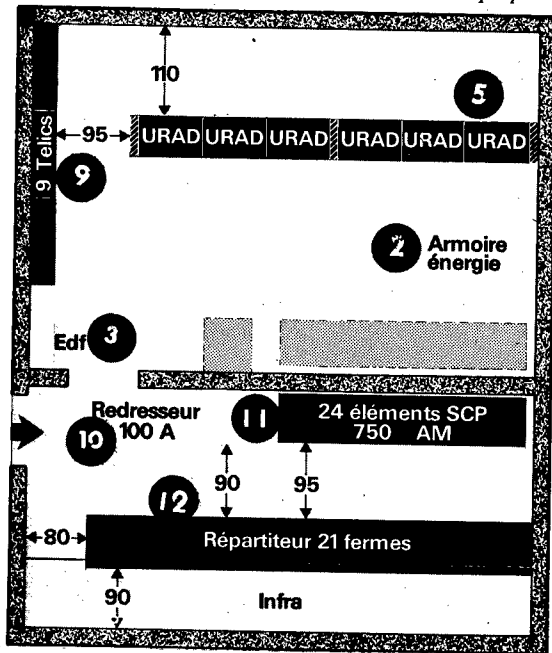 110
5
95
URAD URAD URAD URAD URAD URAD
9 Telics
9
2 Armoire
énergie
Edf 3
Redresseur
100 A
10
11
24 éléments SCP
750 AM
90
95
12
80
Répartiteur 21 fermes
90
Infra